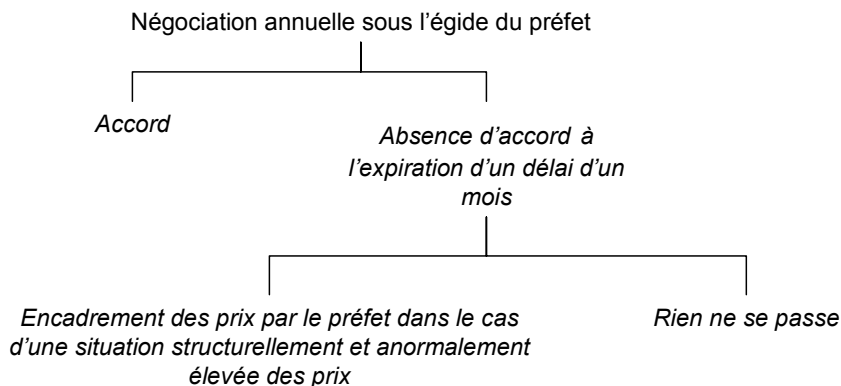 Négociation annuelle sous l’égide du préfet
Accord
Absence d’accord à
l’expiration d’un délai d’un
mois
Encadrement des prix par le préfet dans le cas
d’une situation structurellement et anormalement
élevée des prix
Rien ne se passe